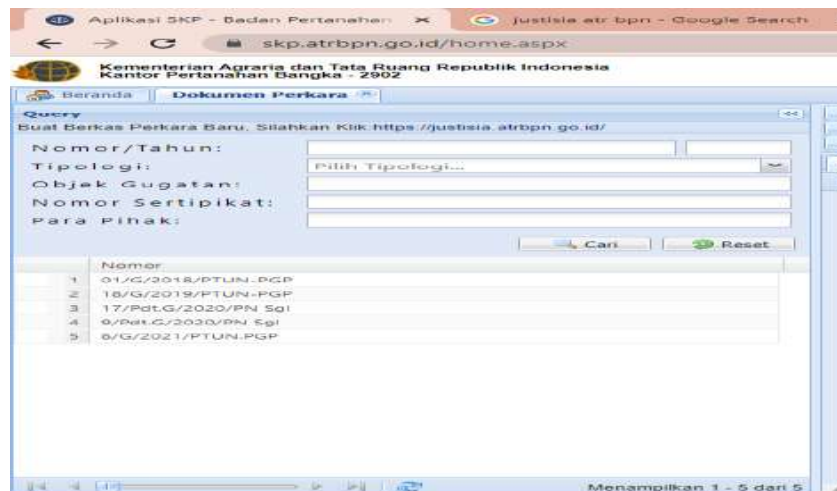 Aplikasi SKP - Badan Pertanahan × justisia atr bpn - Google Search
skp.atrbpn.go.id/home.aspx
Kementerian Agraria dan Tata Ruang Republik Indonesia
Kantor Pertanahan Bangka - 2902
Beranda Dokumen Perkara
Query
Buat Berkas Perkara Baru, Silahkan Klik https://justisia.atrbpn.go.id/
Nomor/Tahun:
Tipologi: Pilih Tipologi...
Objek Gugatan:
Nomor Sertipikat:
Para Pihak:
Cari Reset
Nomor
1 01/G/2018/PTUN-PGP
2 18/G/2019/PTUN-PGP
3 17/Pdt.G/2020/PN Sgl
4 9/Pdt.G/2020/PN Sgl
5 8/G/2021/PTUN.PGP
Menampilkan 1 - 5 dari 5